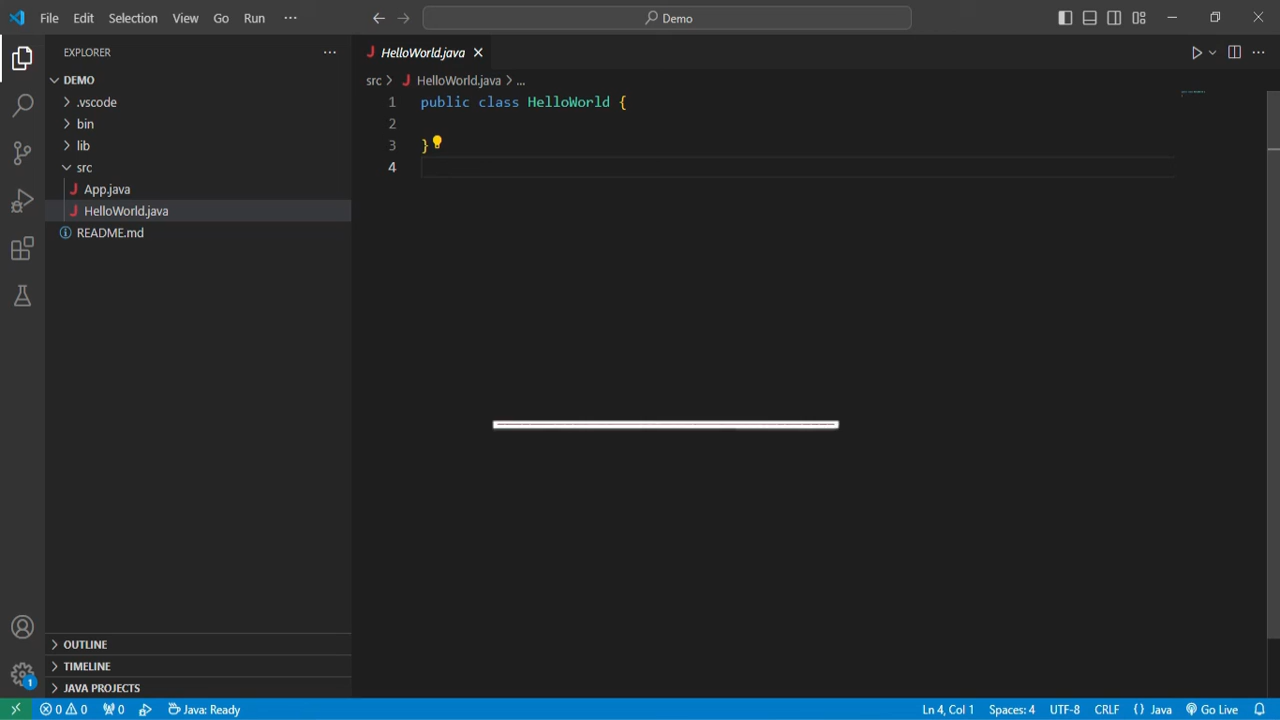 File Edit Selection View Go Run ··· Demo
EXPLORER ···
DEMO
.vscode
bin
lib
src
App.java
HelloWorld.java
README.md
OUTLINE
TIMELINE
JAVA PROJECTS
HelloWorld.java
src > HelloWorld.java > ...
1 public class HelloWorld {
2
3 }
4
1
0 0 0 Java: Ready Ln 4, Col 1 Spaces: 4 UTF-8 CRLF {} Java Go Live